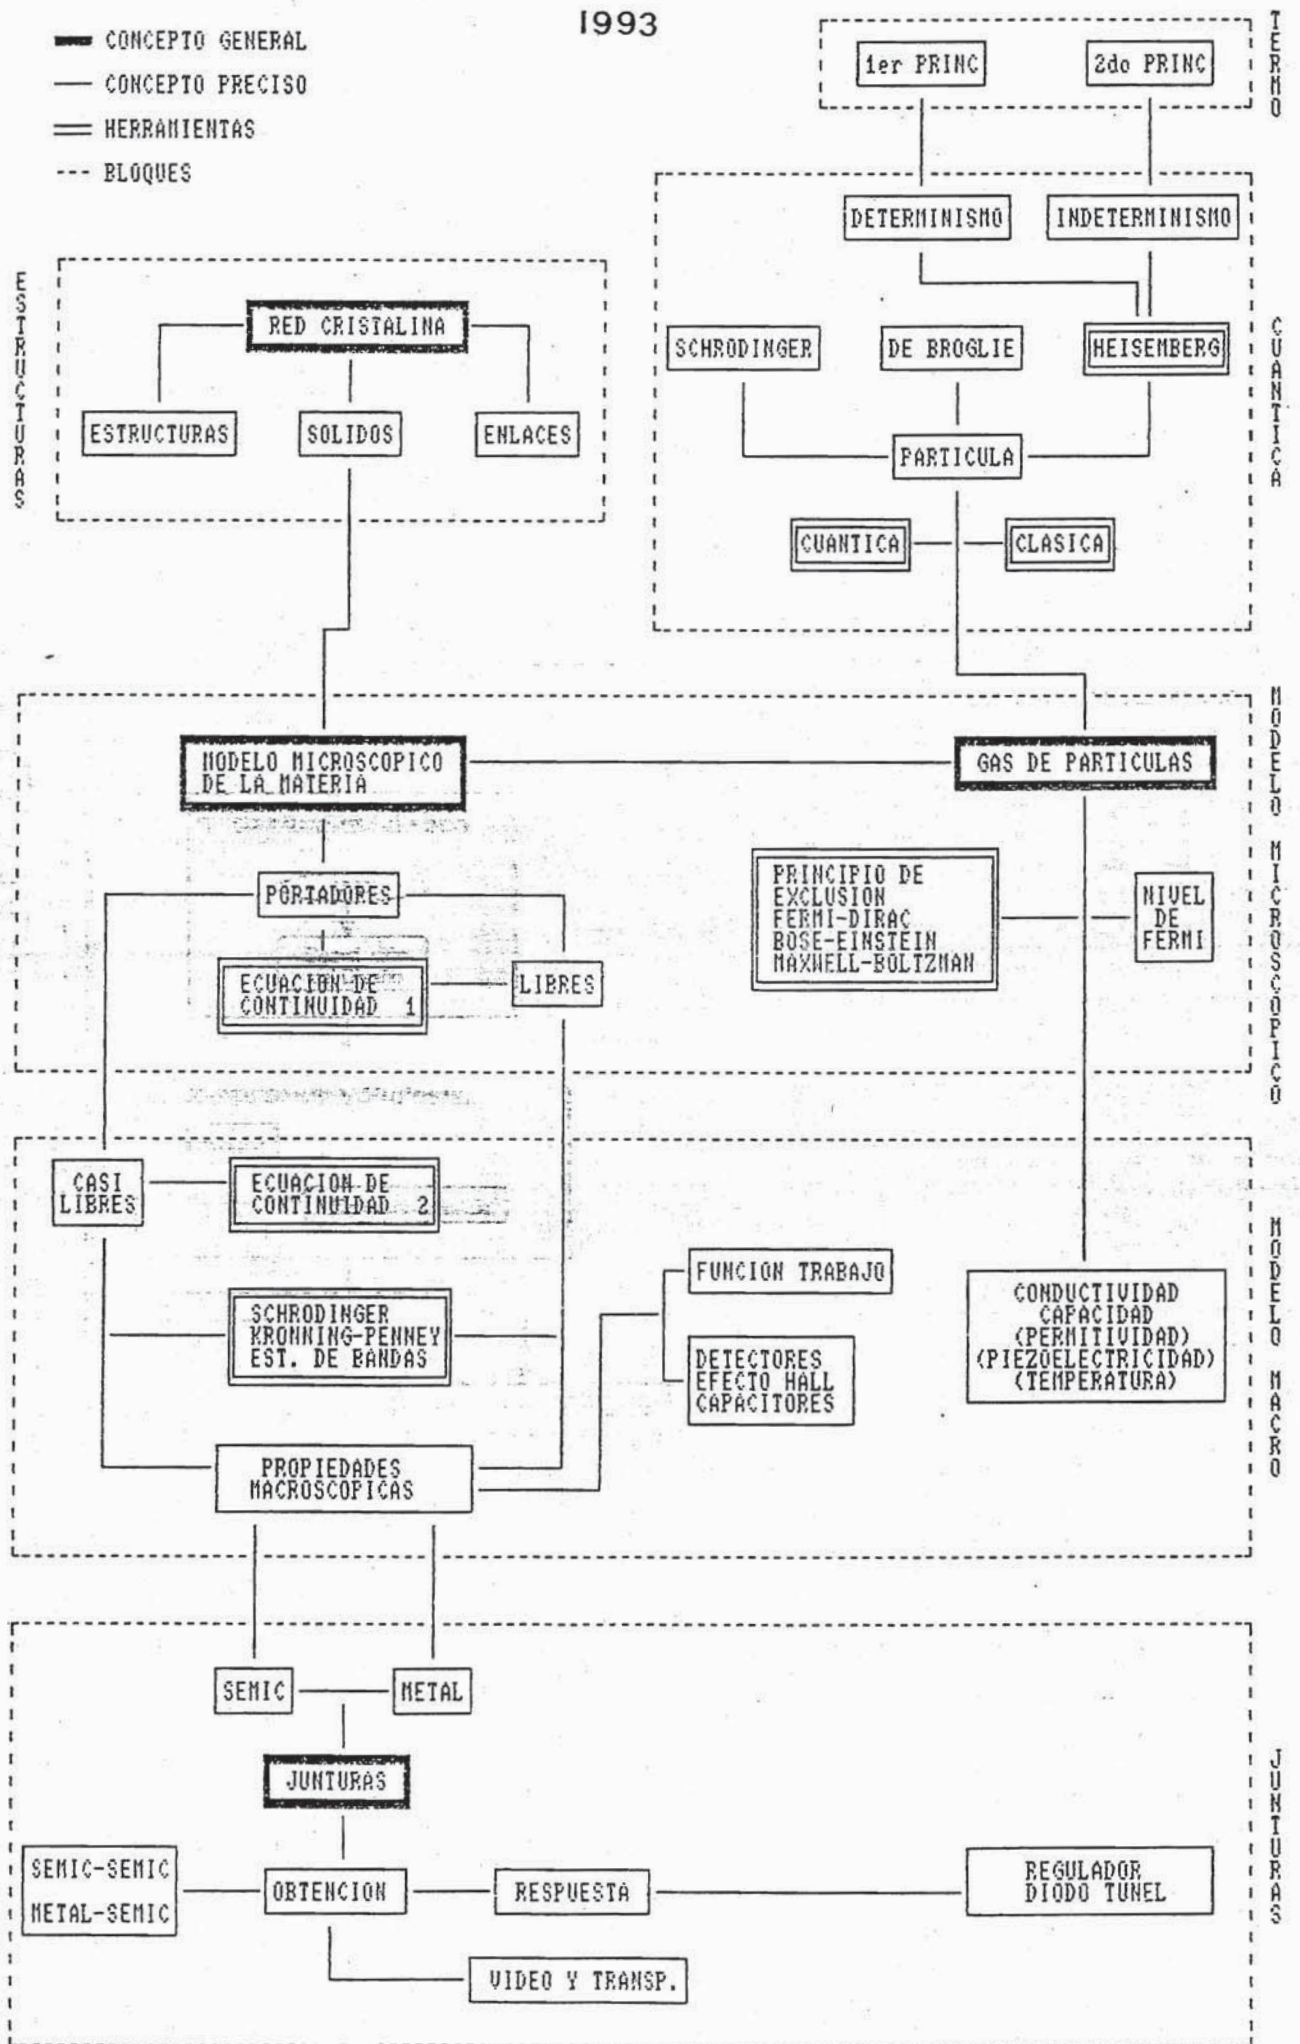 1993
CONCEPTO GENERAL
CONCEPTO PRECISO
HERRAMIENTAS
BLOQUES
TERMO
1er PRINC
2do PRINC
CUANTICA
DETERMINISMO
INDETERMINISMO
SCHRODINGER
DE BROGLIE
HEISEMBERG
PARTICULA
CUANTICA
CLASICA
ESTRUCTURAS
RED CRISTALINA
ESTRUCTURAS
SOLIDOS
ENLACES
MODELO MICROSCOPICO
MODELO MICROSCOPICO
DE LA MATERIA
GAS DE PARTICULAS
PORTADORES
ECUACION DE
CONTINUIDAD 1
LIBRES
PRINCIPIO DE
EXCLUSION
FERMI-DIRAC
BOSE-EINSTEIN
MAXWELL-BOLTZMAN
NIVEL
DE
FERMI
MODELO MACRO
CASI
LIBRES
ECUACION DE
CONTINUIDAD 2
SCHRODINGER
KRONNING-PENNEY
EST. DE BANDAS
FUNCION TRABAJO
DETECTORES
EFECTO HALL
CAPACITORES
CONDUCTIVIDAD
CAPACIDAD
(PERMITIVIDAD)
(PIEZOELECTRICIDAD)
(TEMPERATURA)
PROPIEDADES
MACROSCOPICAS
JUNTURAS
SEMIC
METAL
JUNTURAS
SEMIC-SEMIC
METAL-SEMIC
OBTENCION
RESPUESTA
REGULADOR
DIODO TUNEL
VIDEO Y TRANSP.